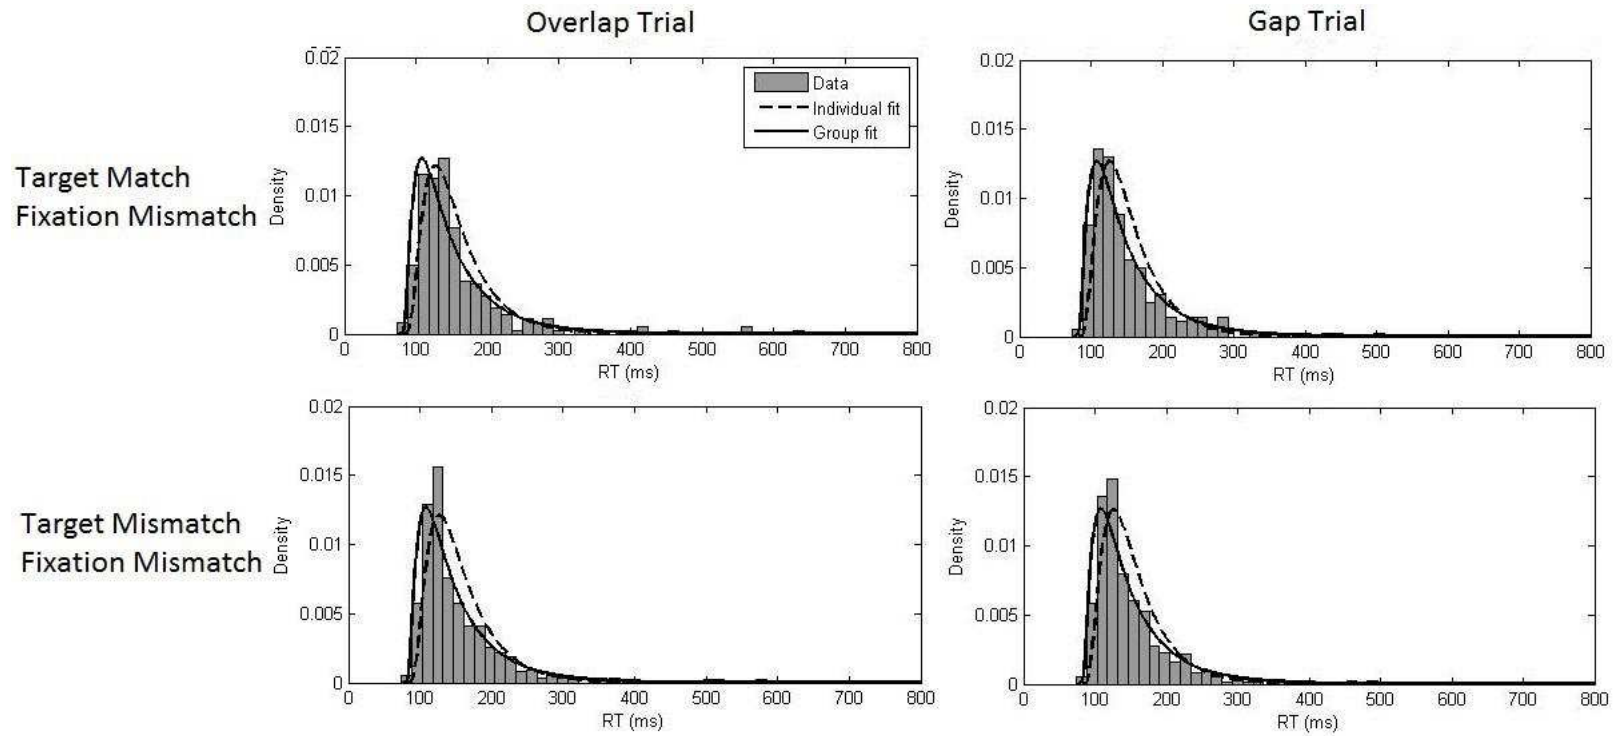 Overlap Trial
Gap Trial
Target Match
Fixation Mismatch
Density
0.02
0.015
0.01
0.005
0
0 100 200 300 400 500 600 700 800
RT (ms)
Data
Individual fit
Group fit
Density
0.02
0.015
0.01
0.005
0
0 100 200 300 400 500 600 700 800
RT (ms)
Target Mismatch
Fixation Mismatch
Density
0.02
0.015
0.01
0.005
0
0 100 200 300 400 500 600 700 800
RT (ms)
Density
0.02
0.015
0.01
0.005
0
0 100 200 300 400 500 600 700 800
RT (ms)